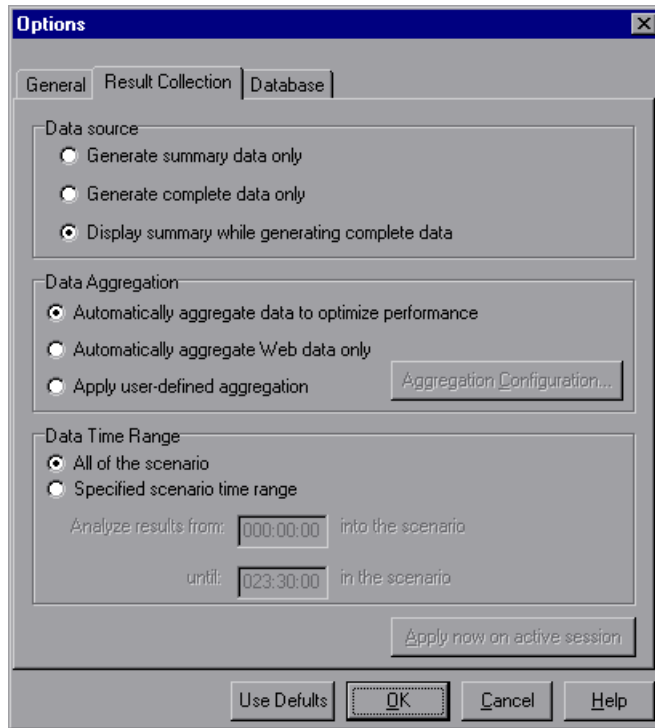 Options
General Result Collection Database
Data source
Generate summary data only
Generate complete data only
Display summary while generating complete data
Data Aggregation
Automatically aggregate data to optimize performance
Automatically aggregate Web data only
Apply user-defined aggregation Aggregation Configuration...
Data Time Range
All of the scenario
Specified scenario time range
Analyze results from: 000:00:00 into the scenario
until: 023:30:00 in the scenario
Apply now on active session
Use Defults OK Cancel Help